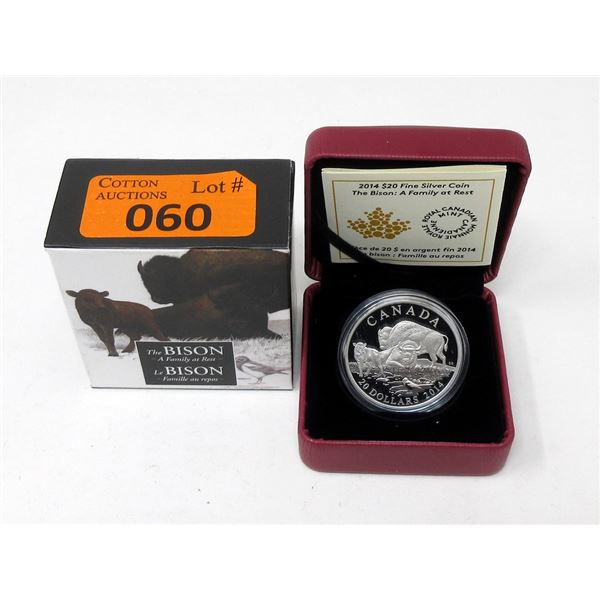 COTTON
AUCTIONS
Lot #
060
The BISON
A Family at Rest
Le BISON
Famille au repos
2014 $20 Fine Silver Coin
The Bison: A Family at Rest
ROYAL CANADIAN MINT
MONNAIE ROYALE CANADIENNE
de 20 $ en argent fin 2014
bison : Famille au repos
CANADA
20 DOLLARS 2014